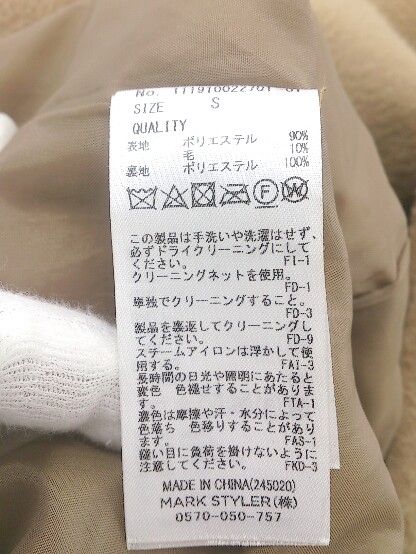 No. 111970022701 01
SIZE S
QUALITY
表地 ポリエステル 90%
毛 10%
裏地 ポリエステル 100%
F W
この製品は手洗いや洗濯はせず、
必ずドライクリーニングにして
ください。 FI-1
クリーニングネットを使用。
FD-1
単独でクリーニングすること。
FD-3
製品を裏返してクリーニングし
てください。 FD-9
スチームアイロンは浮かして使
用する。 FAI-3
長時間の日光や照明にあたると
変色 色褪せすることがありま
す。 FTA-1
濃色は摩擦や汗・水分によって
色落ち 色移りすることがあり
ます。 FAS-1
縫い目に負荷を掛けないように
注意してください。 FKD-3
MADE IN CHINA(245020)
MARK STYLER(株)
0570-050-757